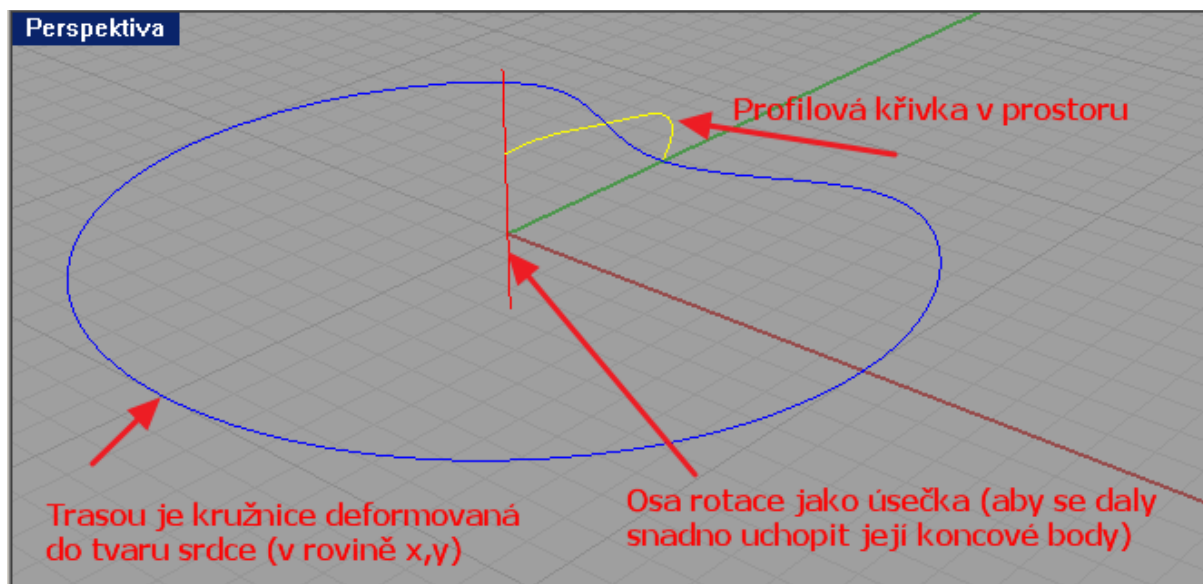 Perspektiva
Profilová křivka v prostoru
Trasou je kružnice deformovaná
do tvaru srdce (v rovině x,y)
Osa rotace jako úsečka (aby se daly
snadno uchopit její koncové body)